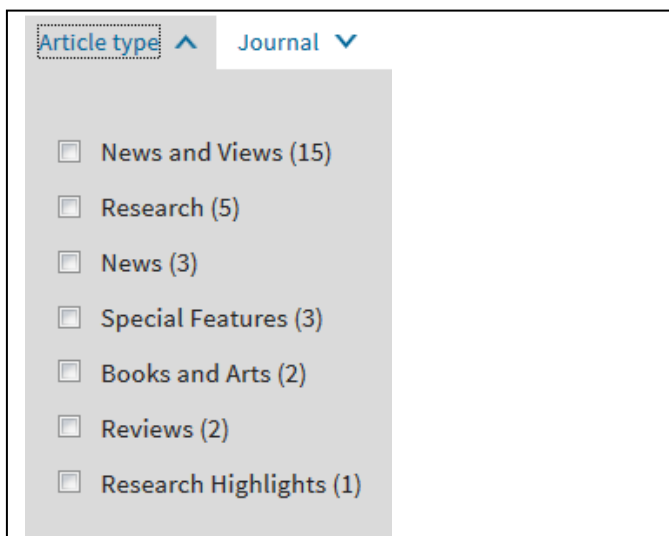 Article type Journal
News and Views (15)
Research (5)
News (3)
Special Features (3)
Books and Arts (2)
Reviews (2)
Research Highlights (1)